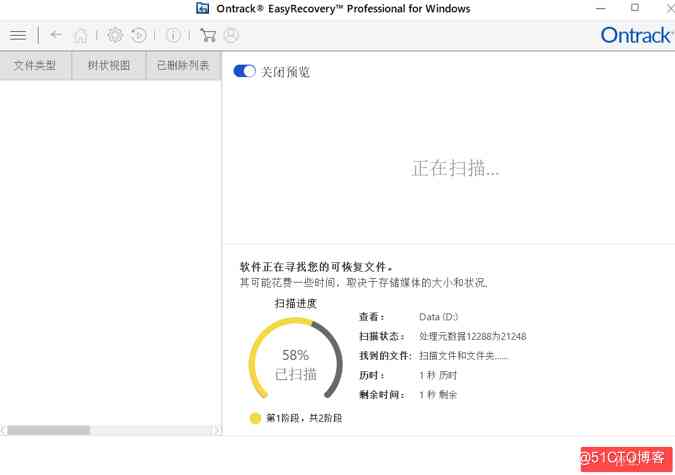 Ontrack® EasyRecovery™ Professional for Windows
Ontrack
文件类型 树状视图 已删除列表
关闭预览
正在扫描...
软件正在寻找您的可恢复文件。
其可能花费一些时间，取决于存储媒体的大小和状况。
扫描进度
58%
已扫描
第1阶段，共2阶段
查看： Data (D:)
扫描状态： 处理元数据12288为21248
找到的文件: 扫描文件和文件夹......
历时： 1 秒 历时
剩余时间： 1 秒 剩余
@51CTO博客